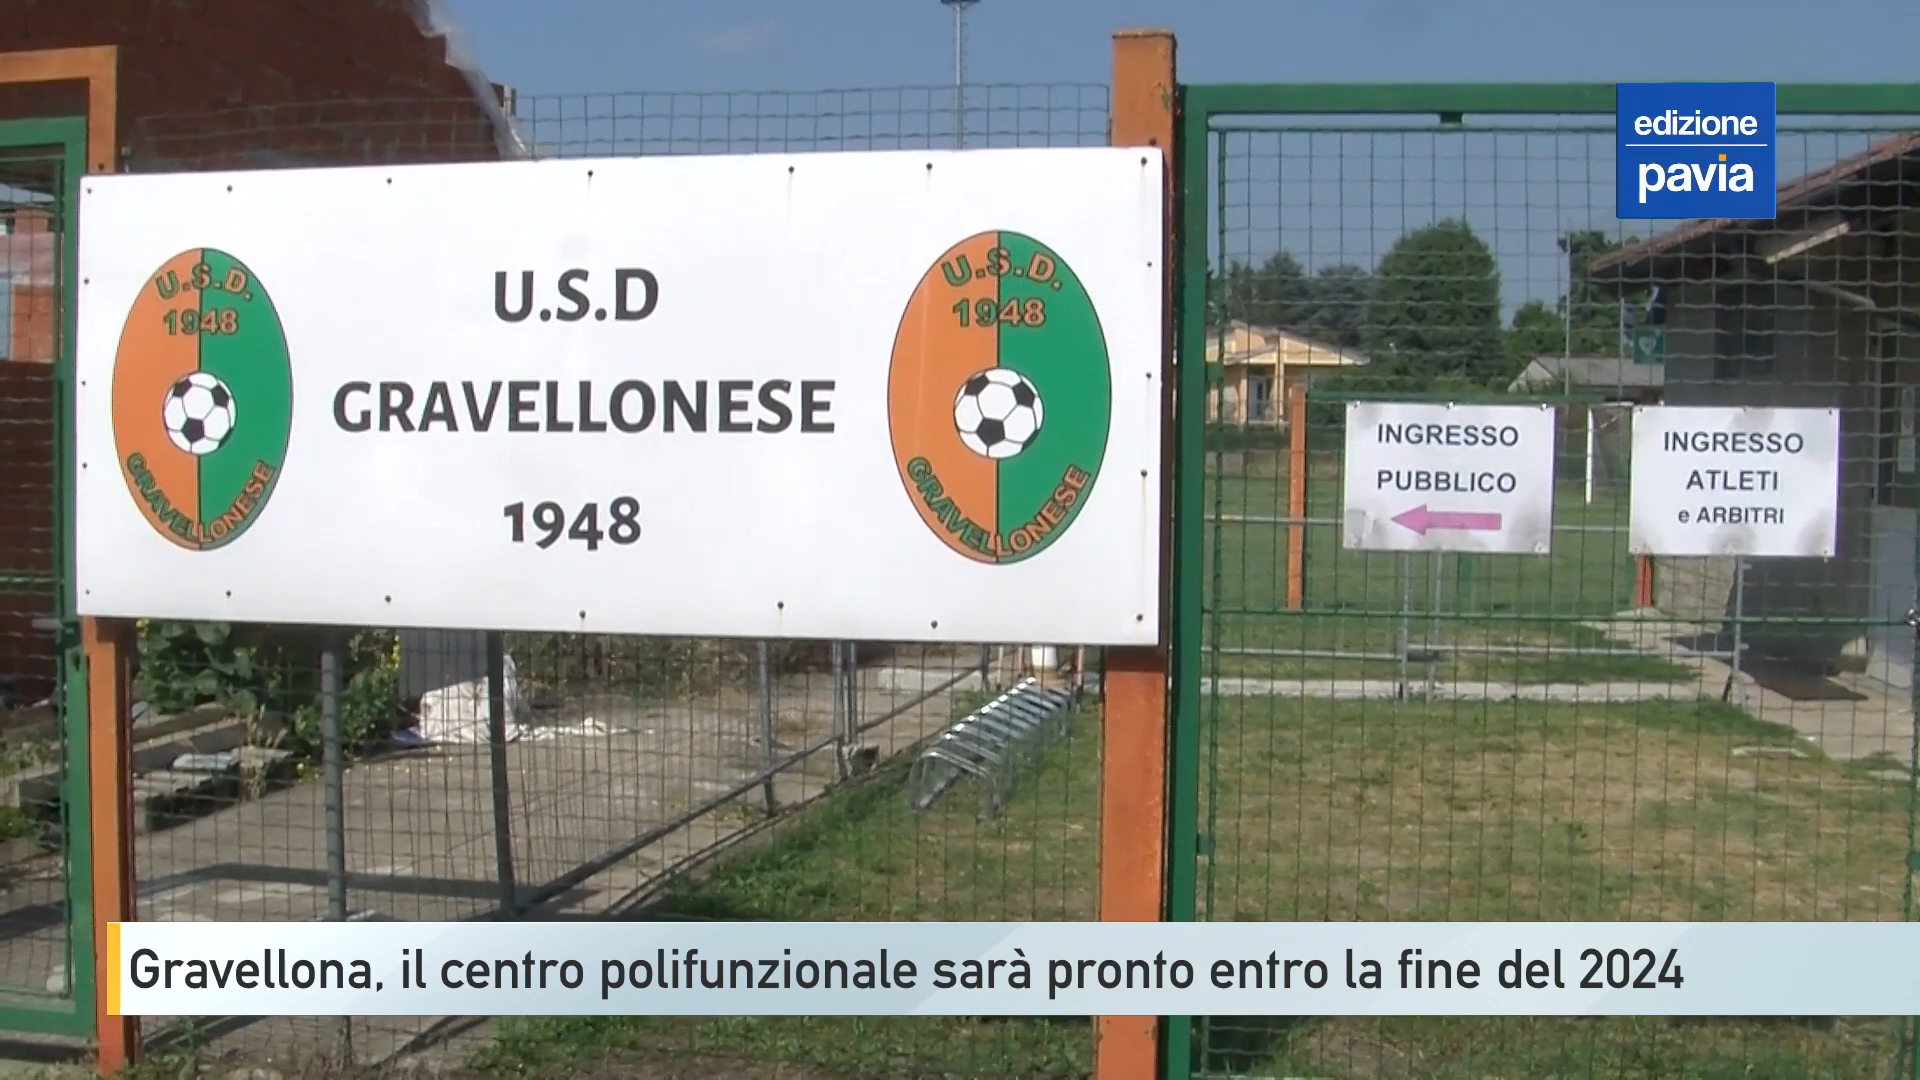 edizione
pavia
U.S.D.
1948
GRAVELLONESE
U.S.D
GRAVELLONESE
1948
U.S.D.
1948
GRAVELLONESE
INGRESSO
PUBBLICO
INGRESSO
ATLETI
e ARBITRI
Gravellona, il centro polifunzionale sarà pronto entro la fine del 2024